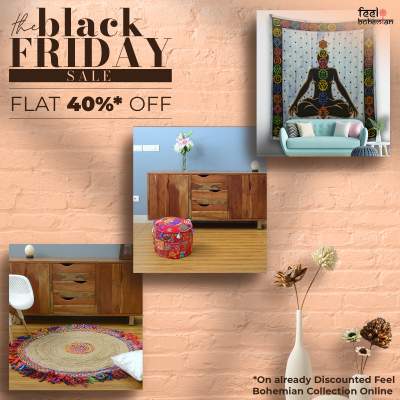 the black
FRIDAY
SALE
FLAT 40%* OFF
feel
bohemian
*On already Discounted Feel
Bohemian Collection Online